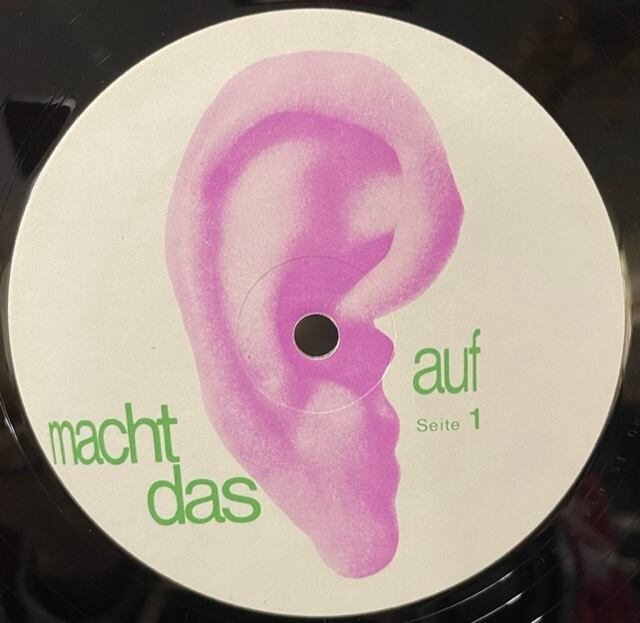 macht
das
auf
Seite 1